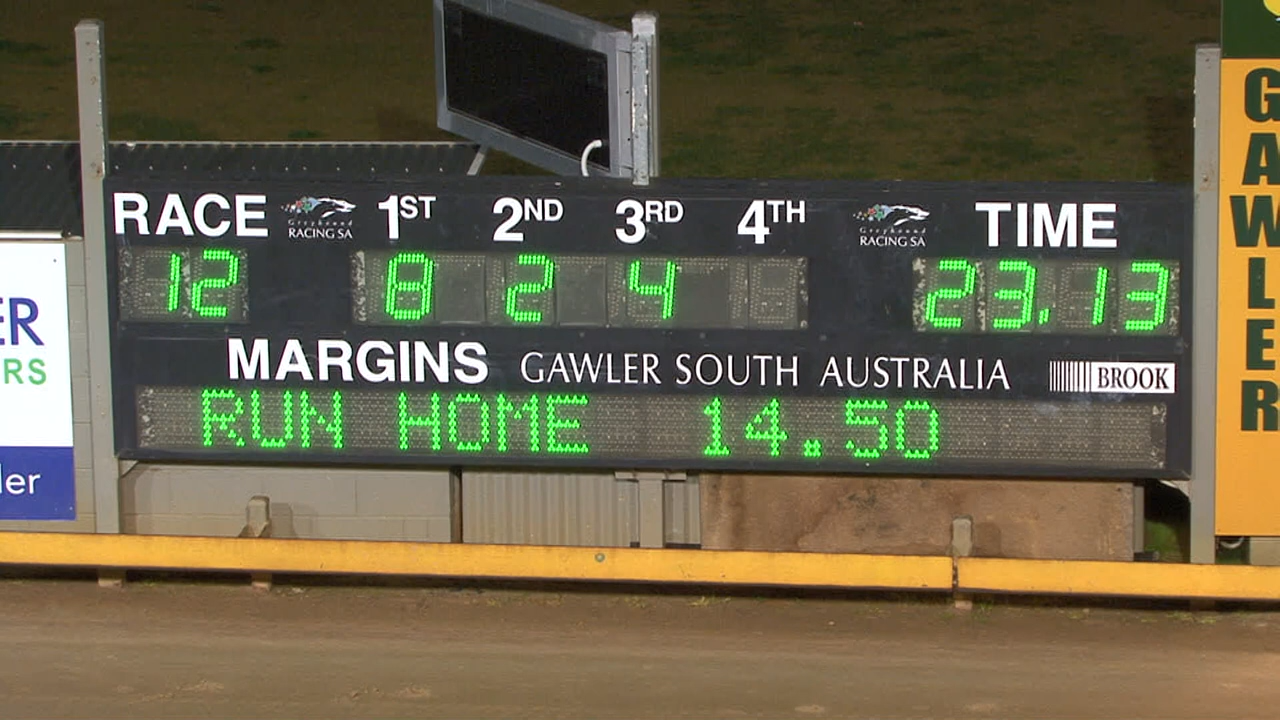 RACE Greyhound RACING SA 1ST 2ND 3RD 4TH Greyhound RACING SA TIME
12 8 2 4 23.13
MARGINS GAWLER SOUTH AUSTRALIA BROOK
RUN HOME 14.50
ER
RS
ler
GAWLER